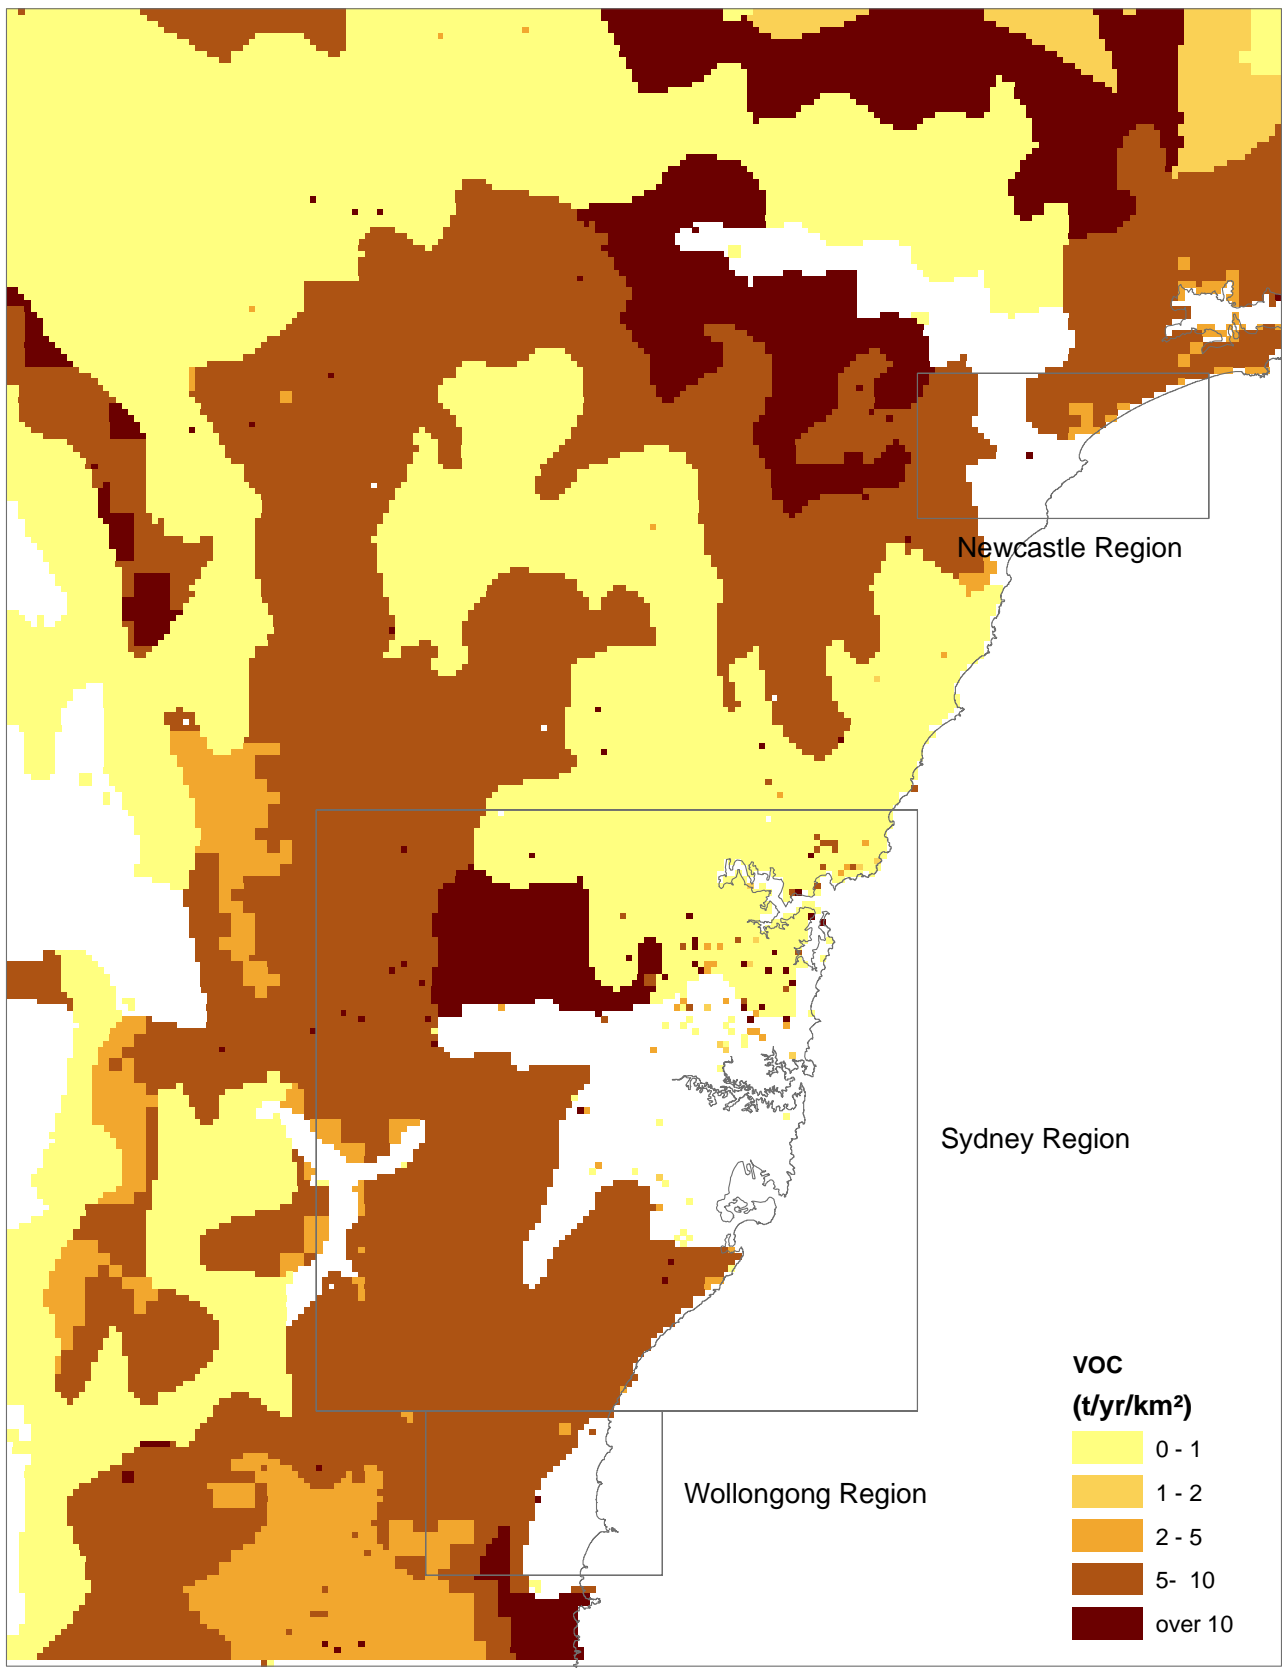 Newcastle Region
Sydney Region
Wollongong Region
VOC
(t/yr/km²)
0 - 1
1 - 2
2 - 5
5-  10
over 10